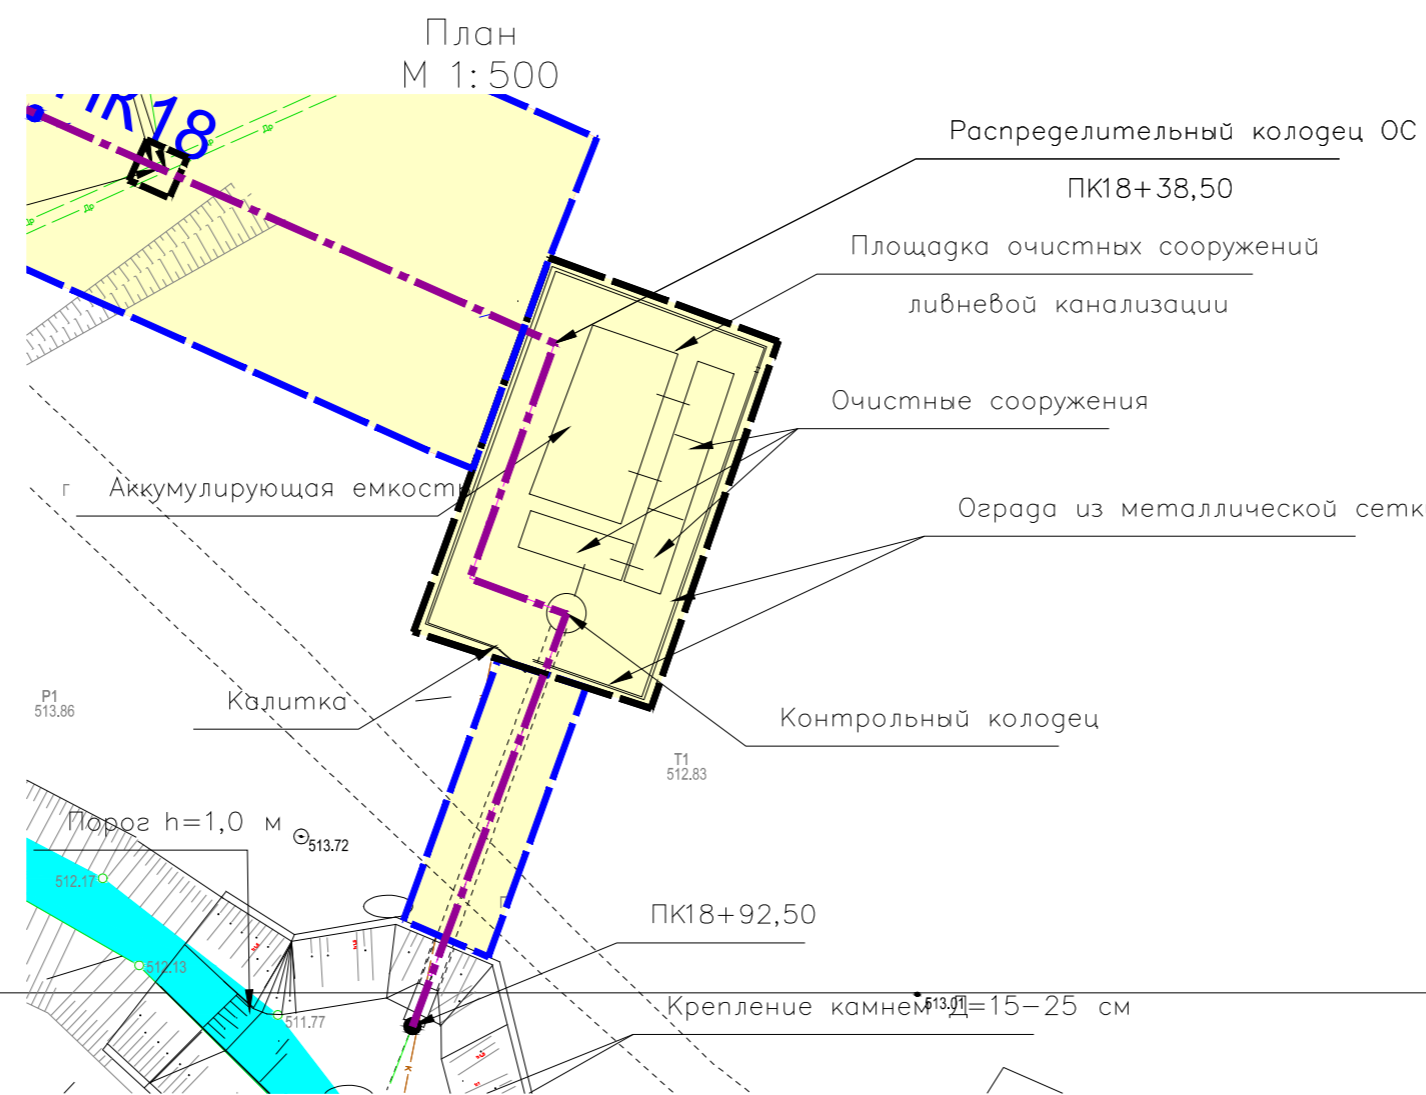 План
М 1:500
ПК18
Распределительный колодец ОС
ПК18+38,50
Площадка очистных сооружений
ливневой канализации
Очистные сооружения
Г
Аккумулирующая емкость
Ограда из металлической сетк
Р1
513.86
Калитка
Контрольный колодец
Т1
512.83
Порог h=1,0 м
513.72
512.17
ПК18+92,50
512.13
513.01
Крепление камнем Д=15-25 см
511.77